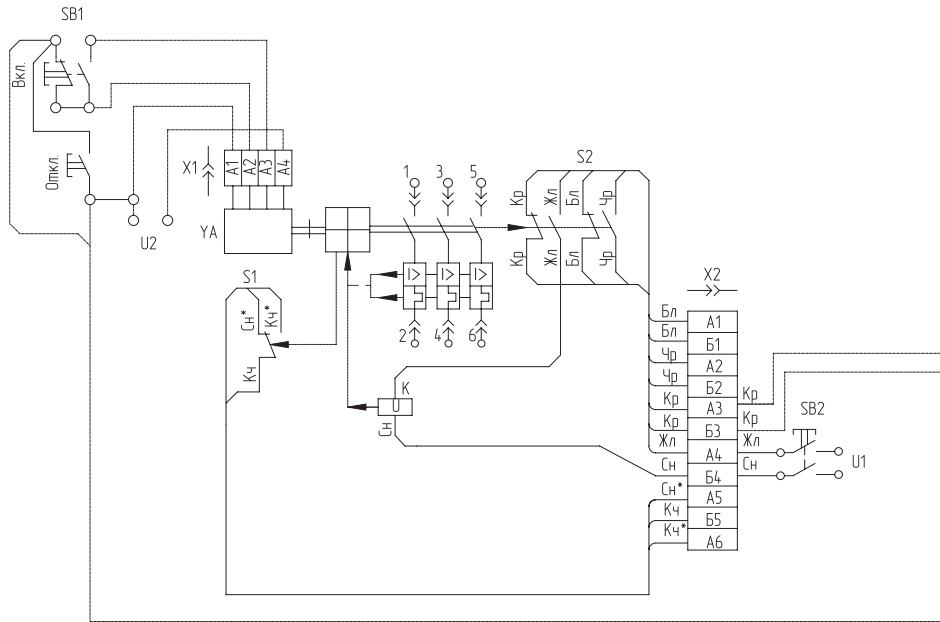 SB1
Вкл.
Откл.
U2
X1
A1
A2
A3
A4
YA
1
3
5
2
4
6
I>
I>
I>
S1
Сн*
Кч*
Кч
K
U
Сн
S2
Кр
Жл
Бл
Чр
Кр
Жл
Бл
Чр
X2
Бл
A1
Бл
Б1
Чр
A2
Чр
Б2
Кр
A3
Кр
Кр
Б3
Кр
Жл
A4
Жл
Сн
Б4
Сн
Сн*
A5
Кч
Б5
Кч*
A6
SB2
U1